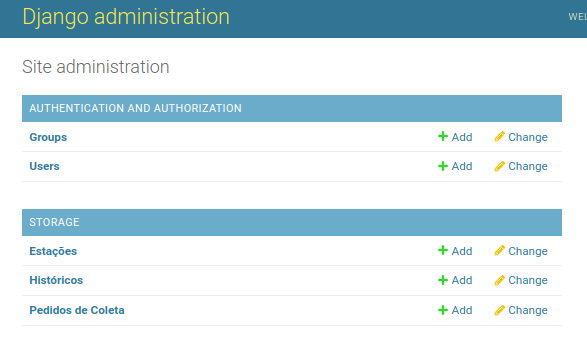 Django administration
WEL
Site administration
AUTHENTICATION AND AUTHORIZATION
Groups Add Change
Users Add Change
STORAGE
Estações Add Change
Históricos Add Change
Pedidos de Coleta Add Change